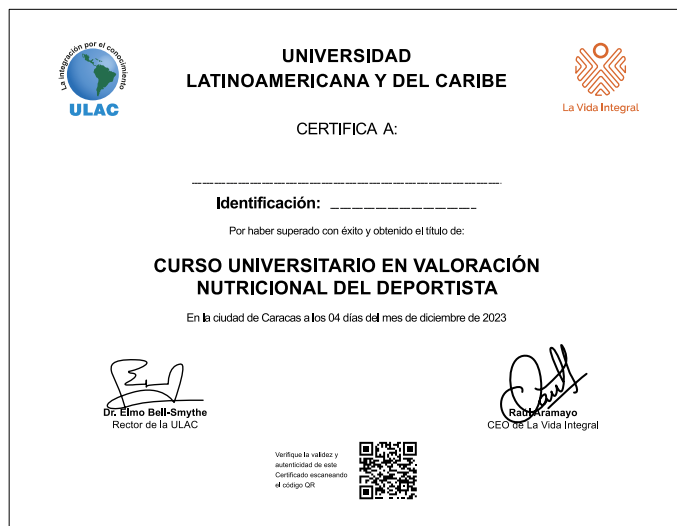 La integración por el conocimiento
ULAC
UNIVERSIDAD
LATINOAMERICANA Y DEL CARIBE
La Vida Integral
CERTIFICA A:
Identificación:
Por haber superado con éxito y obtenido el título de:
CURSO UNIVERSITARIO EN VALORACIÓN
NUTRICIONAL DEL DEPORTISTA
En la ciudad de Caracas a los 04 días del mes de diciembre de 2023
Dr. Elmo Bell-Smythe
Rector de la ULAC
Raúl Aramayo
CEO de La Vida Integral
Verifique la validez y
autenticidad de este
Certificado escaneando
el código QR